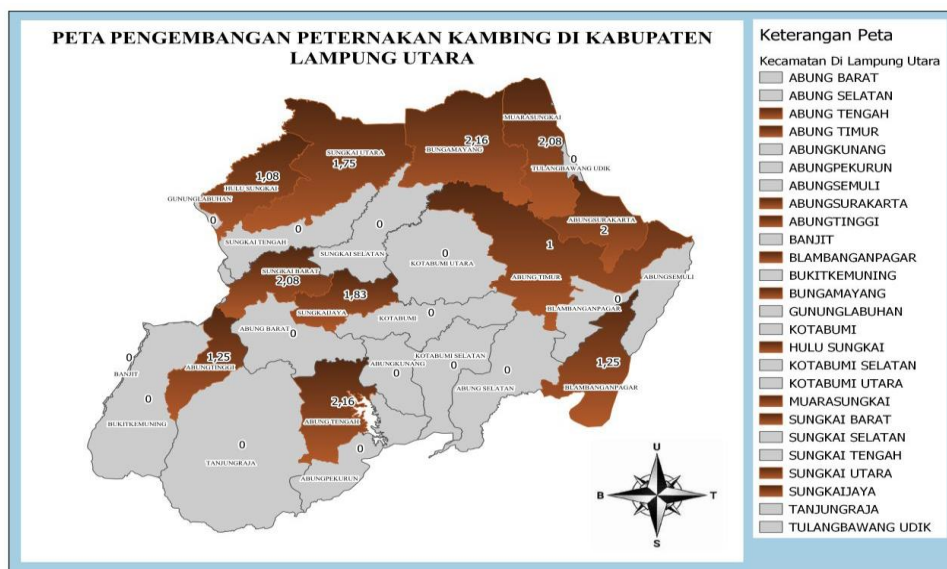 PETA PENGEMBANGAN PETERNAKAN KAMBING DI KABUPATEN
LAMPUNG UTARA
MUARASUNGKAI
2,08
2,16
BUNGAMAYANG
SUNGKAI UTARA
1,75
0
TULANGBAWANG UDIK
1,08
HULU SUNGKAI
GUNUNGLABUHAN
0
0
SUNGKAI TENGAH
0
SUNGKAI SELATAN
ABUNGSURAKARTA
2
0
KOTABUMI UTARA
1
ABUNG TIMUR
ABUNGSEMULI
SUNGKAI BARAT
2,08
1,83
SUNGKAIJAYA
0
BLAMBANGANPAGAR
0
KOTABUMI
ABUNG BARAT
0
0
BANJIT
1,25
ABUNGTINGGI
KOTABUMI SELATAN
0
ABUNGKUNANG
0
0
ABUNG SELATAN
1,25
BLAMBANGANPAGAR
0
BUKITKEMUNING
2,16
ABUNG TENGAH
0
TANJUNGRAJA
0
ABUNGPEKURUN
U
B
T
S
Keterangan Peta
Kecamatan Di Lampung Utara
ABUNG BARAT
ABUNG SELATAN
ABUNG TENGAH
ABUNG TIMUR
ABUNGKUNANG
ABUNGPEKURUN
ABUNGSEMULI
ABUNGSURAKARTA
ABUNGTINGGI
BANJIT
BLAMBANGANPAGAR
BUKITKEMUNING
BUNGAMAYANG
GUNUNGLABUHAN
KOTABUMI
HULU SUNGKAI
KOTABUMI SELATAN
KOTABUMI UTARA
MUARASUNGKAI
SUNGKAI BARAT
SUNGKAI SELATAN
SUNGKAI TENGAH
SUNGKAI UTARA
SUNGKAIJAYA
TANJUNGRAJA
TULANGBAWANG UDIK